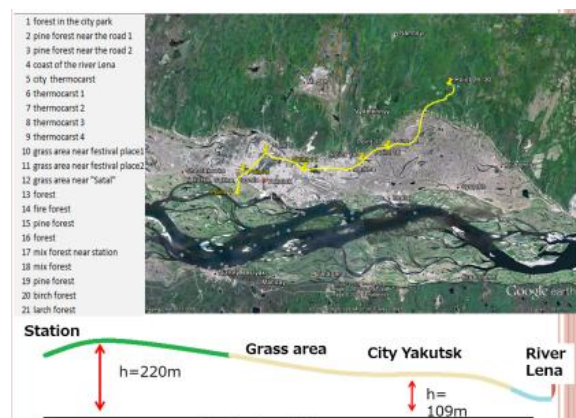 1 forest in the city park
2 pine forest near the road 1
3 pine forest near the road 2
4 coast of the river Lena
5 city thermocarst
6 thermocarst 1
7 thermocarst 2
8 thermocarst 3
9 thermocarst 4
10 grass area near festival place1
11 grass area near festival place2
12 grass area near "Satal"
13 forest
14 fire forest
15 pine forest
16 forest
17 mix forest near station
18 mix forest
19 pine forest
20 birch forest
21 larch forest
Google earth
Station
Grass area
City Yakutsk
River
Lena
h=220m
h=
109m